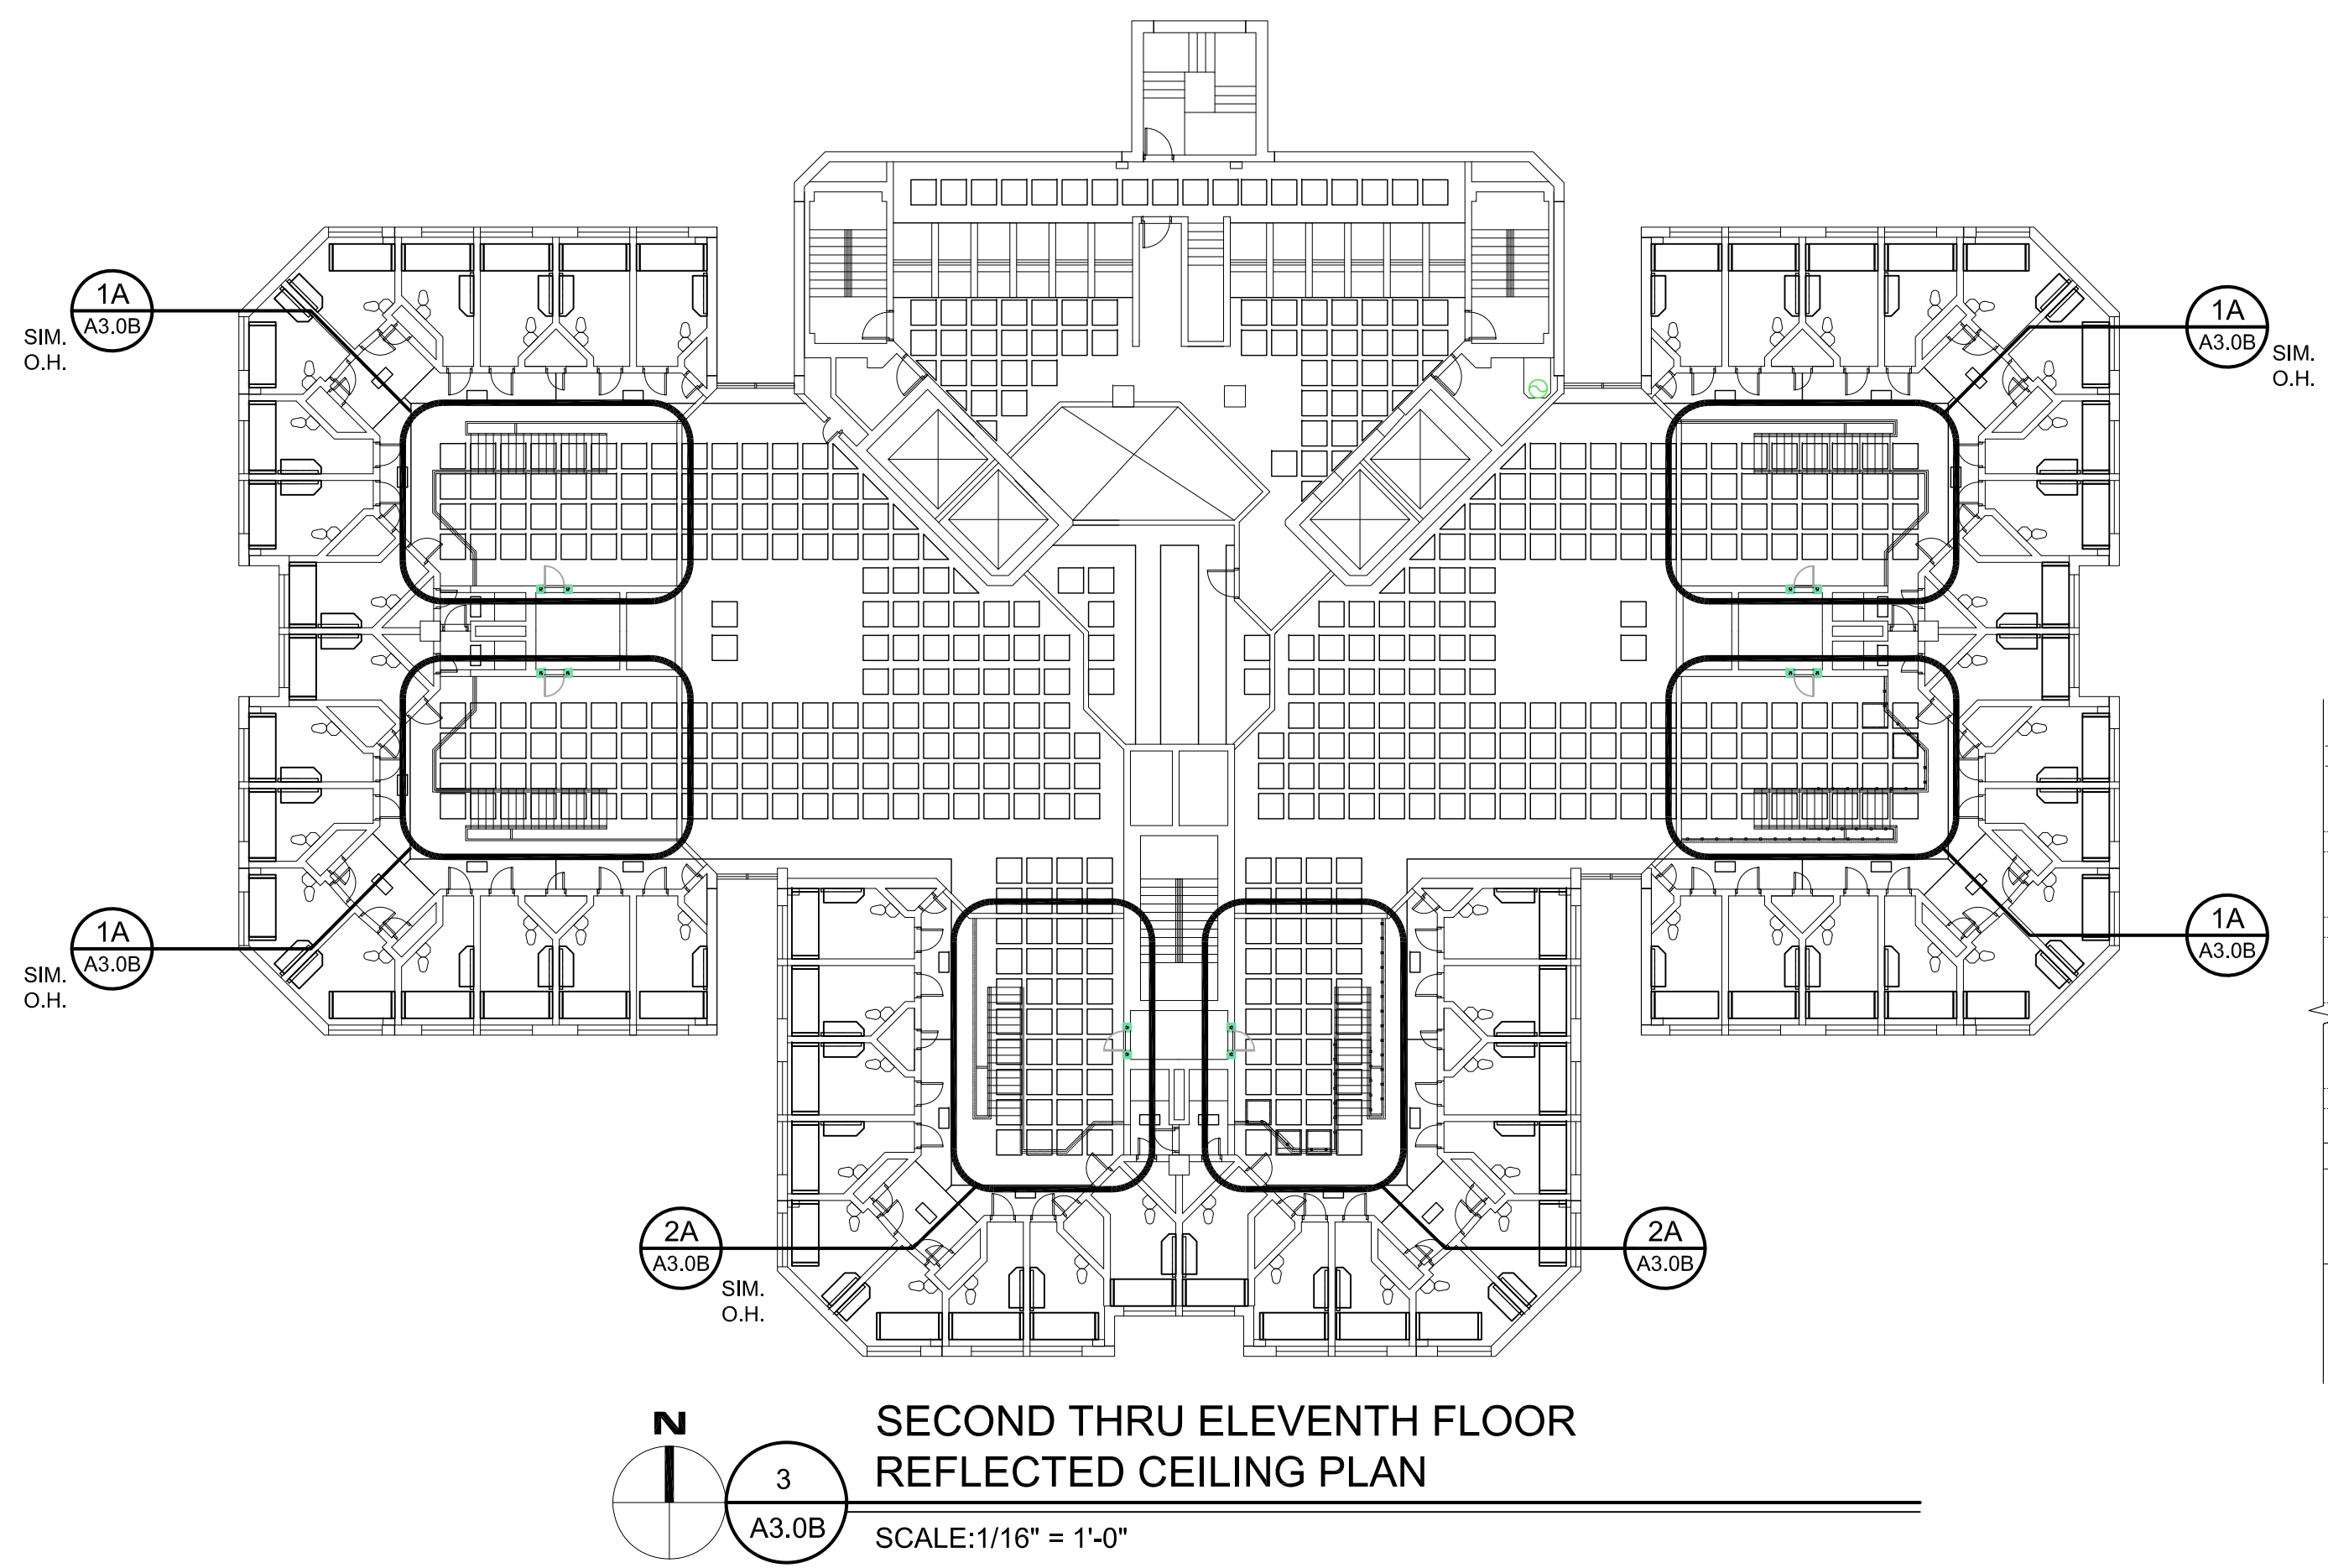 1A
A3.0B
SIM.
O.H.
1A
A3.0B
SIM.
O.H.
1A
A3.0B
SIM.
O.H.
1A
A3.0B
2A
A3.0B
SIM.
O.H.
2A
A3.0B
N
3
A3.0B
SECOND THRU ELEVENTH FLOOR
REFLECTED CEILING PLAN
SCALE:1/16" = 1'-0"